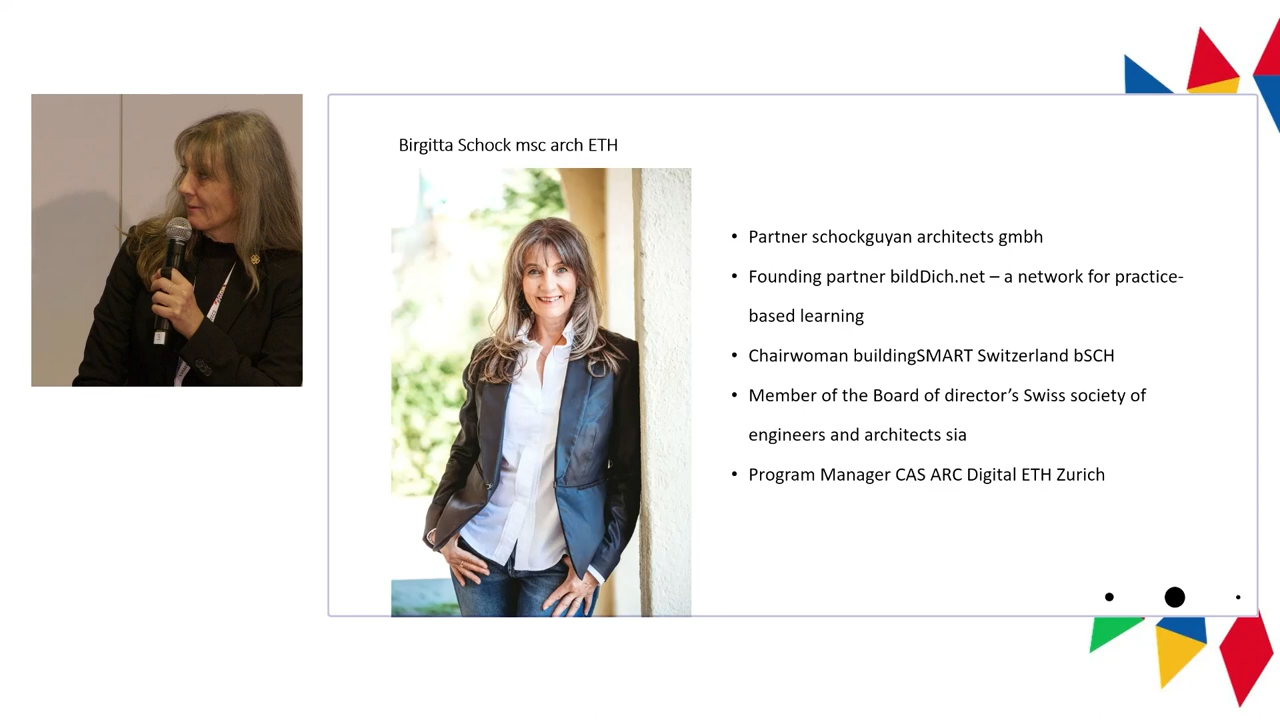 Birgitta Schock msc arch ETH
• Partner schockguyan architects gmbh
• Founding partner bildDich.net – a network for practice-
based learning
• Chairwoman buildingSMART Switzerland bSCH
• Member of the Board of director’s Swiss society of
engineers and architects sia
• Program Manager CAS ARC Digital ETH Zurich